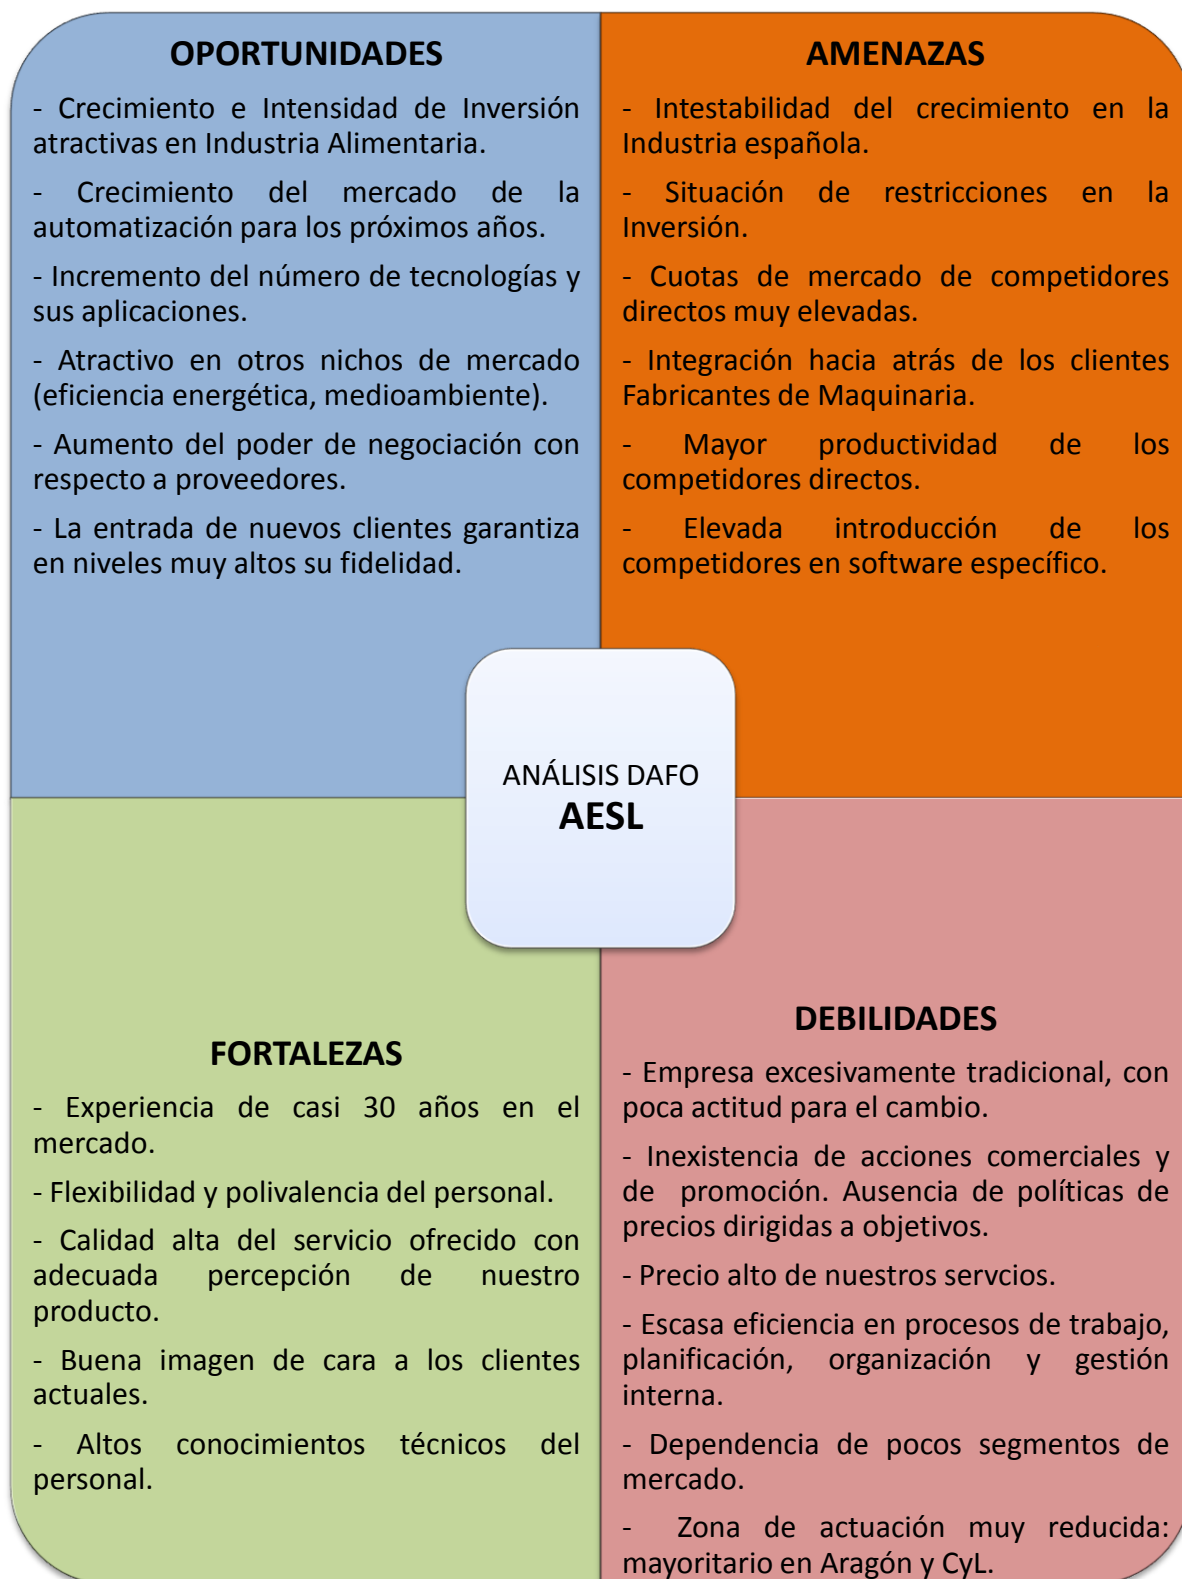 OPORTUNIDADES
- Crecimiento e Intensidad de Inversión
atractivas en Industria Alimentaria.
- Crecimiento del mercado de la
automatización para los próximos años.
- Incremento del número de tecnologías y
sus aplicaciones.
- Atractivo en otros nichos de mercado
(eficiencia energética, medioambiente).
- Aumento del poder de negociación con
respecto a proveedores.
- La entrada de nuevos clientes garantiza
en niveles muy altos su fidelidad.
AMENAZAS
- Intestabilidad del crecimiento en la
Industria española.
- Situación de restricciones en la
Inversión.
- Cuotas de mercado de competidores
directos muy elevadas.
- Integración hacia atrás de los clientes
Fabricantes de Maquinaria.
- Mayor productividad de los
competidores directos.
- Elevada introducción de los
competidores en software específico.
ANÁLISIS DAFO
AESL
FORTALEZAS
- Experiencia de casi 30 años en el
mercado.
- Flexibilidad y polivalencia del personal.
- Calidad alta del servicio ofrecido con
adecuada percepción de nuestro
producto.
- Buena imagen de cara a los clientes
actuales.
- Altos conocimientos técnicos del
personal.
DEBILIDADES
- Empresa excesivamente tradicional, con
poca actitud para el cambio.
- Inexistencia de acciones comerciales y
de promoción. Ausencia de políticas de
precios dirigidas a objetivos.
- Precio alto de nuestros servcios.
- Escasa eficiencia en procesos de trabajo,
planificación, organización y gestión
interna.
- Dependencia de pocos segmentos de
mercado.
- Zona de actuación muy reducida:
mayoritario en Aragón y CyL.